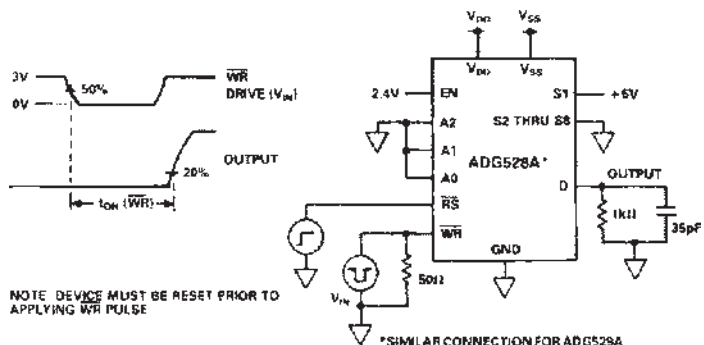 3V
0V
50%
WR
DRIVE (VIN)
OUTPUT
20%
tON (WR)
NOTE DEVICE MUST BE RESET PRIOR TO
APPLYING WR PULSE
VDD
VSS
VDD
VSS
2.4V
EN
A2
A1
A0
RS
WR
ADG528A*
S1
+6V
S2 THRU S8
D
OUTPUT
1kΩ
35pF
GND
VIN
50Ω
*SIMILAR CONNECTION FOR ADG529A